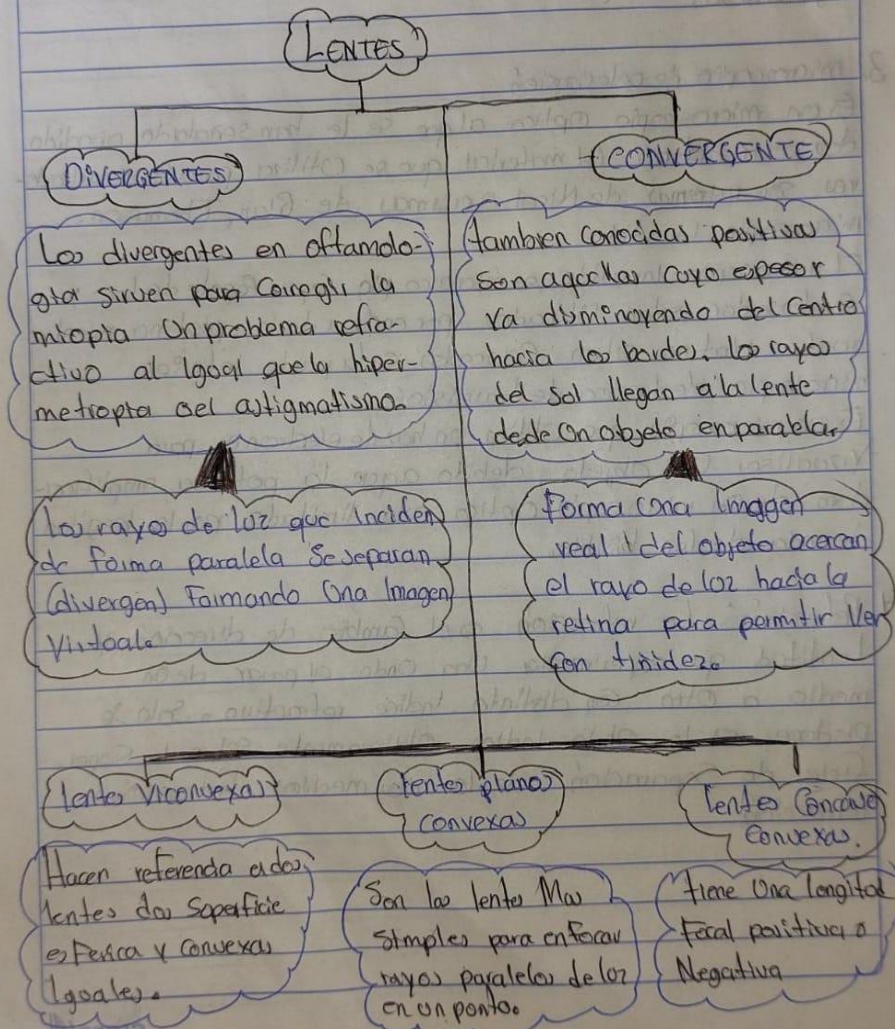 LENTES
DIVERGENTES
Los divergentes en oftamolo-
gia sirven para Corregir la
miopia Un problema refra-
ctivo al Igual que la hiper-
metropia o el astigmatismo.
los rayos de luz que Inciden
de forma paralela Se separan
(divergen) Formando Una Imagen
Virtual.
CONVERGENTE
tambien conocidas positivas
Son aquellas cuyo espesor
va disminuyendo del Centro
hacia los bordes. los rayos
del Sol llegan a la lente
dede Un objeto en paralelar
Forma Una Imagen
real del objeto acercan
el rayo de luz hacia la
retina para permitir Ver
con tinidez.
lentes Viconvexas
Hacen referencia a dos
lentes dos Superficie
esferica y convexas
Iguales.
lentes planos
convexas
Son las lentes Mas
Simples para enfocar
rayos paralelos de luz
en un punto.
lentes Concave
Convexas.
tiene Una longitud
Focal positiva o
Negativa